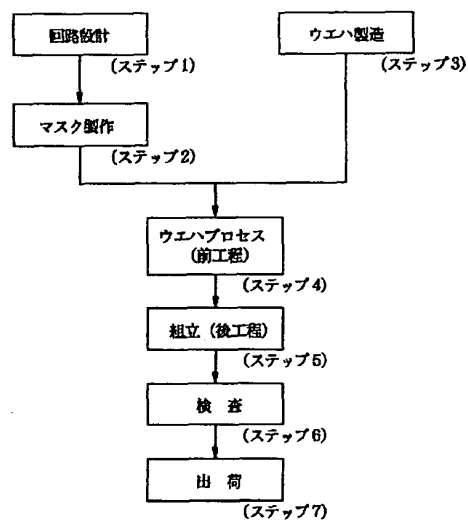 回路設計
(ステップ1)
ウエハ製造
(ステップ3)
マスク製作
(ステップ2)
ウエハプロセス
(前工程)
(ステップ4)
組立(後工程)
(ステップ5)
検査
(ステップ6)
出荷
(ステップ7)